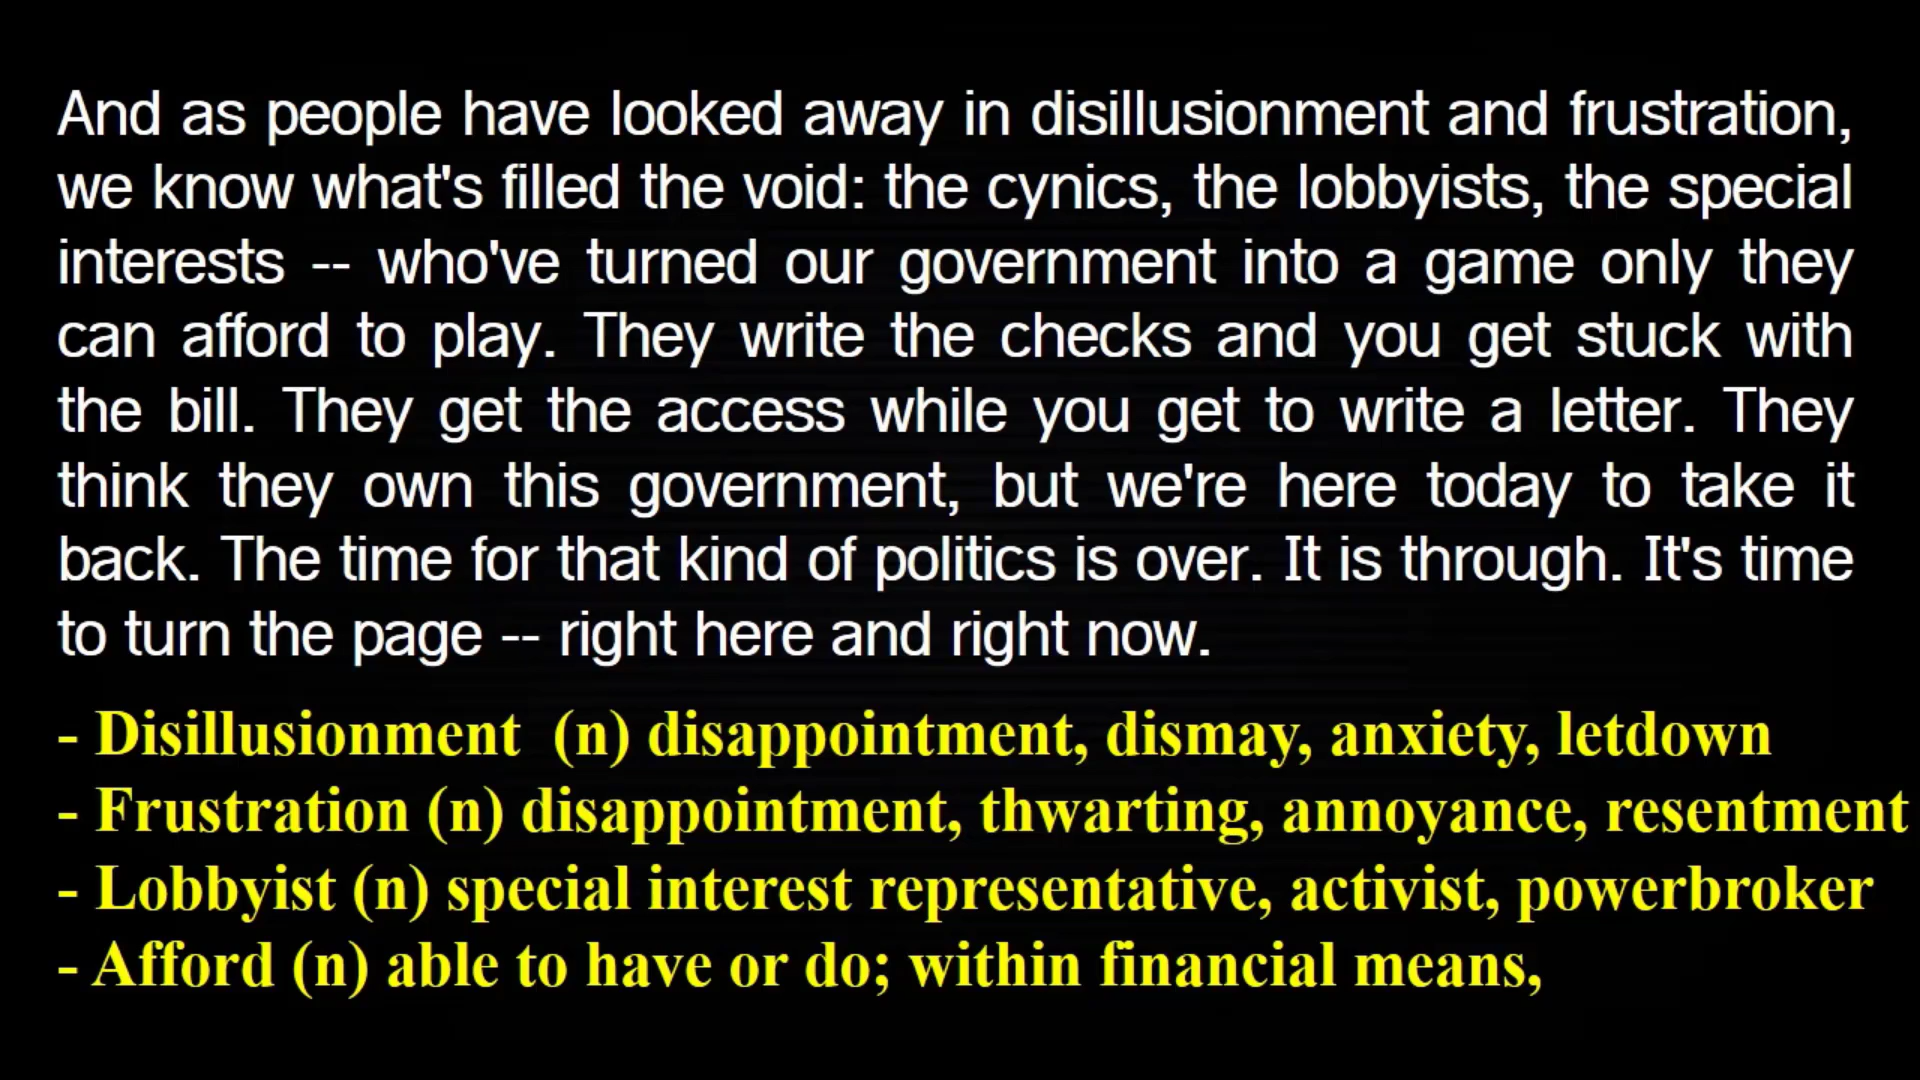 And as people have looked away in disillusionment and frustration,
we know what's filled the void: the cynics, the lobbyists, the special
interests -- who've turned our government into a game only they
can afford to play. They write the checks and you get stuck with
the bill. They get the access while you get to write a letter. They
think they own this government, but we're here today to take it
back. The time for that kind of politics is over. It is through. It's time
to turn the page -- right here and right now.
- Disillusionment (n) disappointment, dismay, anxiety, letdown
- Frustration (n) disappointment, thwarting, annoyance, resentment
- Lobbyist (n) special interest representative, activist, powerbroker
- Afford (n) able to have or do; within financial means,